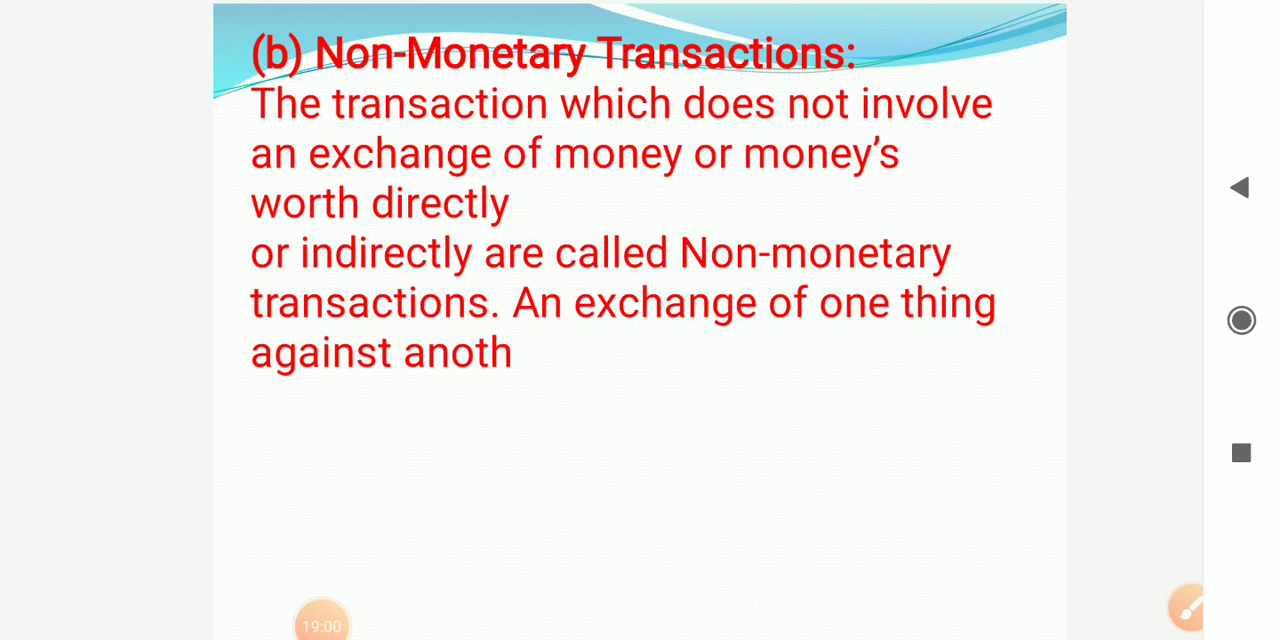 (b) Non-Monetary Transactions:
The transaction which does not involve
an exchange of money or money’s
worth directly
or indirectly are called Non-monetary
transactions. An exchange of one thing
against anoth
19:00